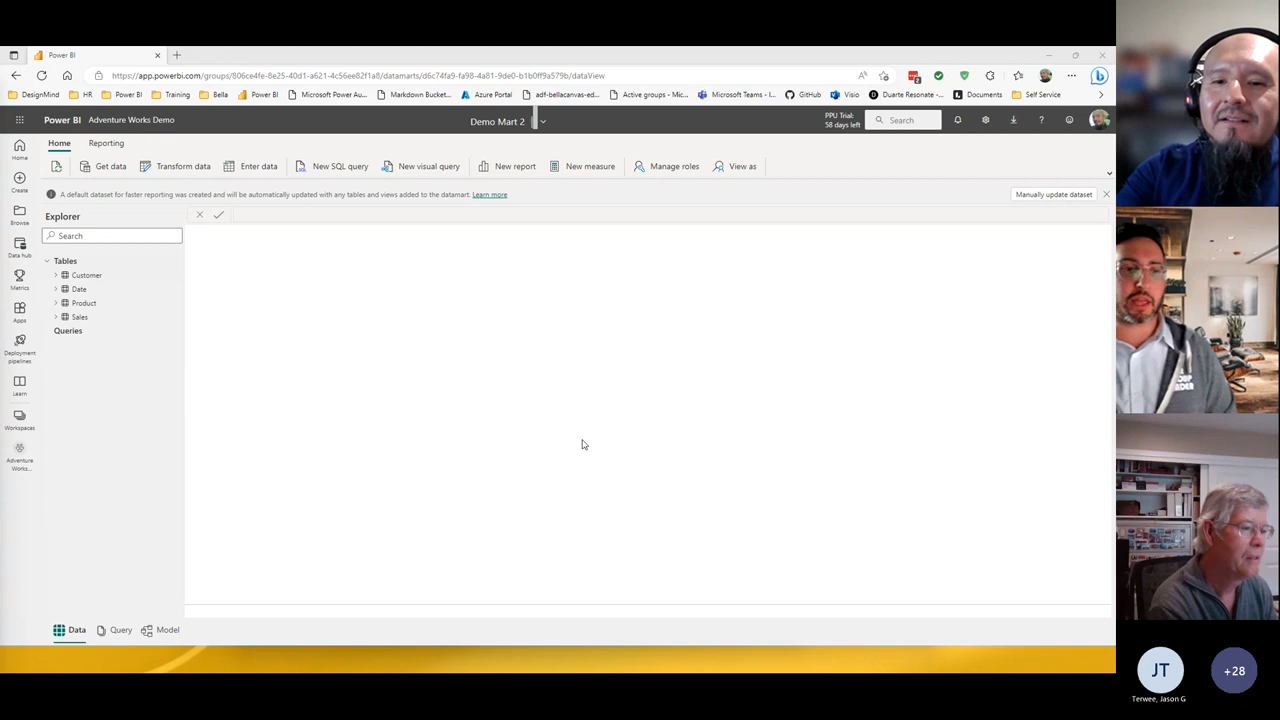 Power BI
https://app.powerbi.com/groups/806ce4fe-8e25-40d1-a621-4c56ee82f1a8/datamarts/d6c74fa9-fa98-4a81-9de0-b1b0ff9a579b/dataView
DesignMind HR Power BI Training Bella Power BI Microsoft Power Au... Markdown Bucket... Azure Portal adf-bellacanvas-ed... Active groups - Mic... Microsoft Teams - I... GitHub Visio Duarte Resonate -... Documents Self Service
Power BI Adventure Works Demo Demo Mart 2 PPU Trial: 58 days left Search
Home Reporting
Get data Transform data Enter data New SQL query New visual query New report New measure Manage roles View as
A default dataset for faster reporting was created and will be automatically updated with any tables and views added to the datamart. Learn more Manually update dataset
Home
Create
Browse
Data hub
Metrics
Apps
Deployment
pipelines
Learn
Workspaces
Adventure
Works...
Explorer
Search
Tables
Customer
Date
Product
Sales
Queries
Data Query Model
JT
Terwee, Jason G
+28